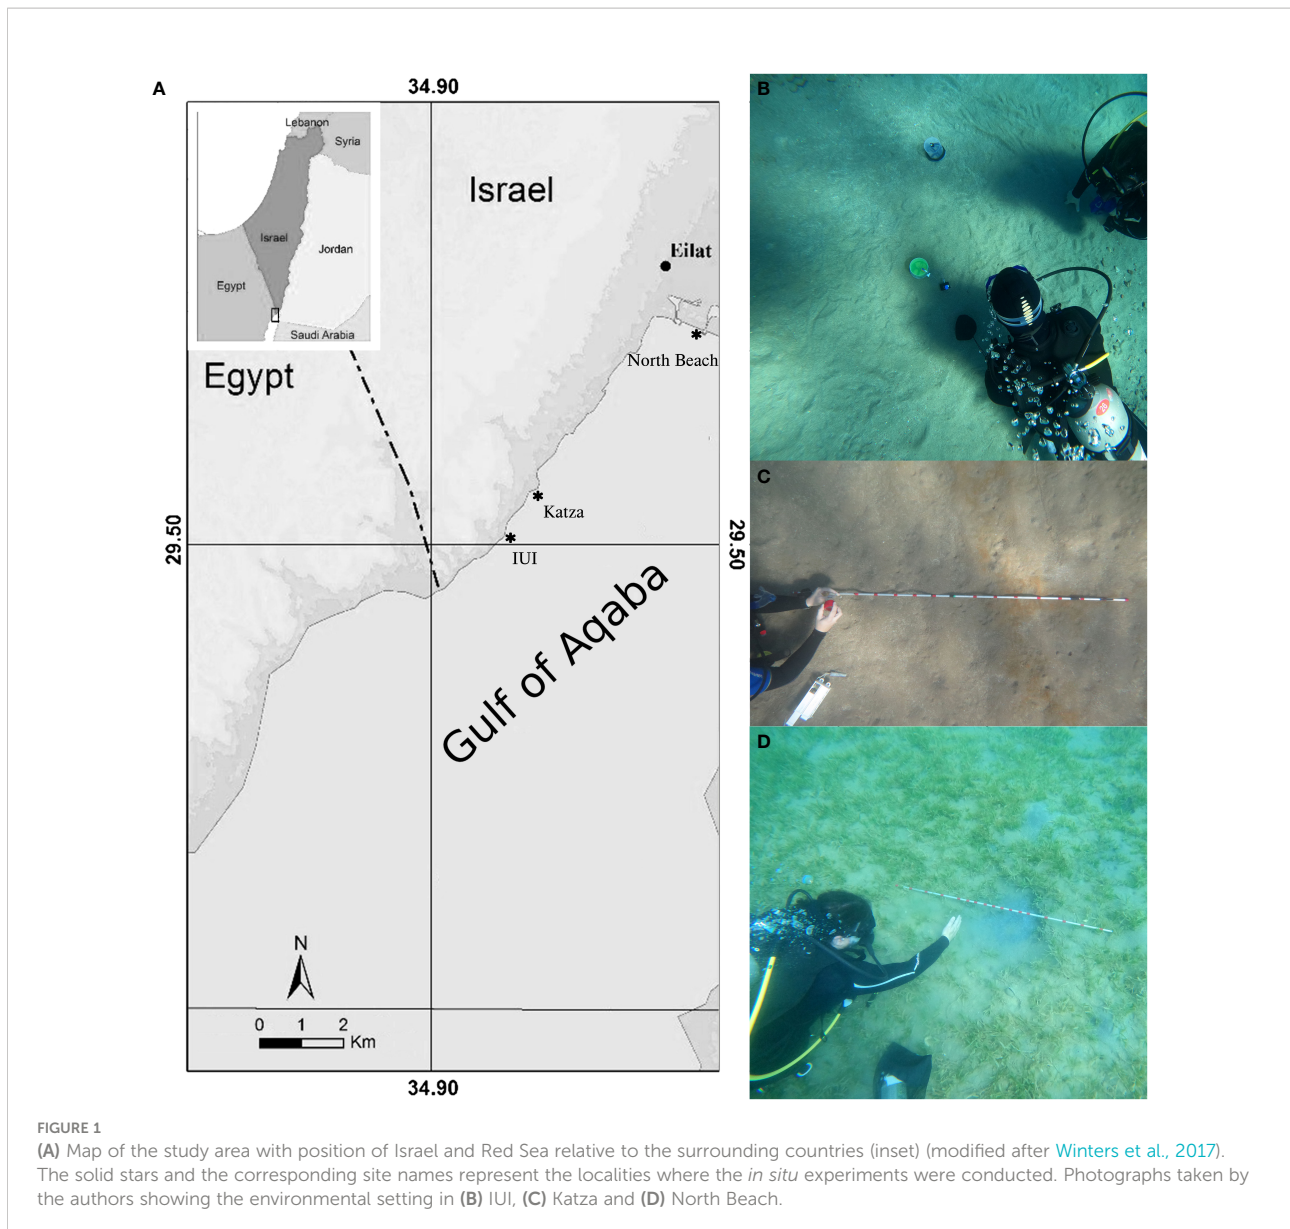 A
34.90
Lebanon
Syria
Israel
Jordan
Egypt
Saudi Arabia
Israel
Eilat
North Beach
Egypt
Katza
29.50
29.50
IUI
Gulf of Aqaba
N
0 1 2
Km
34.90
B
C
D
FIGURE 1
(A) Map of the study area with position of Israel and Red Sea relative to the surrounding countries (inset) (modified after Winters et al., 2017).
The solid stars and the corresponding site names represent the localities where the in situ experiments were conducted. Photographs taken by
the authors showing the environmental setting in (B) IUI, (C) Katza and (D) North Beach.